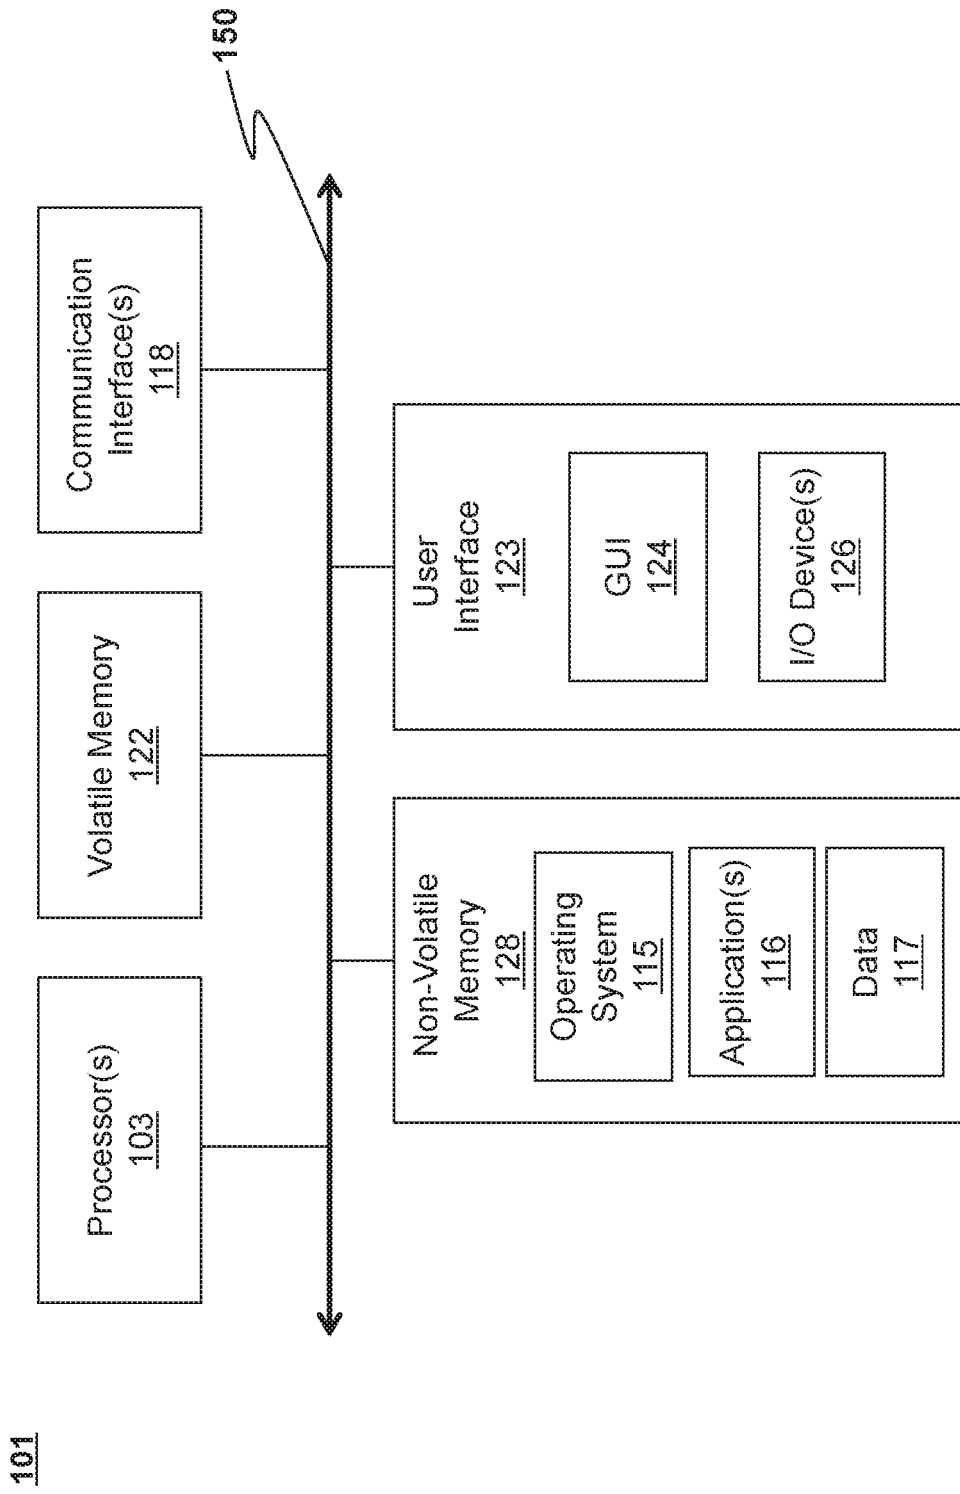 101
Processor(s)
103
Volatile Memory
122
Communication
Interface(s)
118
150
Non-Volatile
Memory
128
Operating
System
115
Application(s)
116
Data
117
User
Interface
123
GUI
124
I/O Device(s)
126